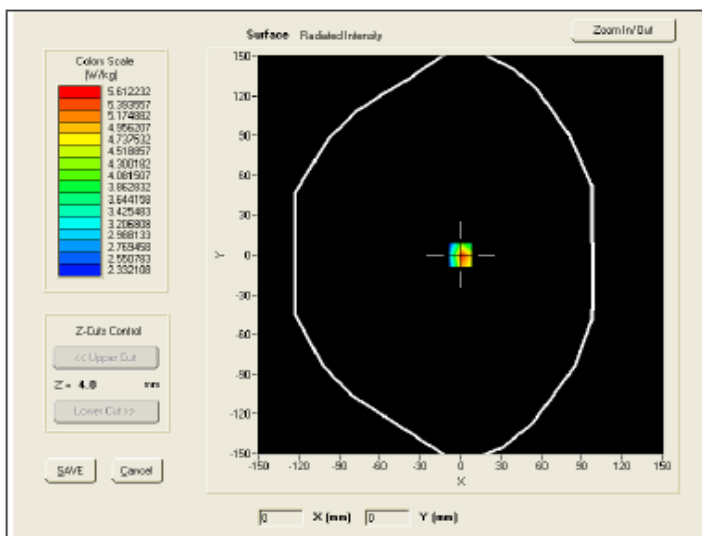 Surface Radiated Intensity
Zoom In/Out
Colors Scale
(W/kg)
5.612232
5.393557
5.174882
4.956207
4.737532
4.518857
4.300182
4.081507
3.862832
3.644158
3.425483
3.206808
2.988133
2.769458
2.550783
2.332108
150
120
90
60
30
0
-30
-60
-90
-120
-150
Y
-150 -120 -90 -60 -30 0 30 60 90 120 150
X
Z-Cuts Control
<< Upper Cut
Z = 4.0 mm
Lower Cut >>
SAVE Cancel
0 X (mm) 0 Y (mm)